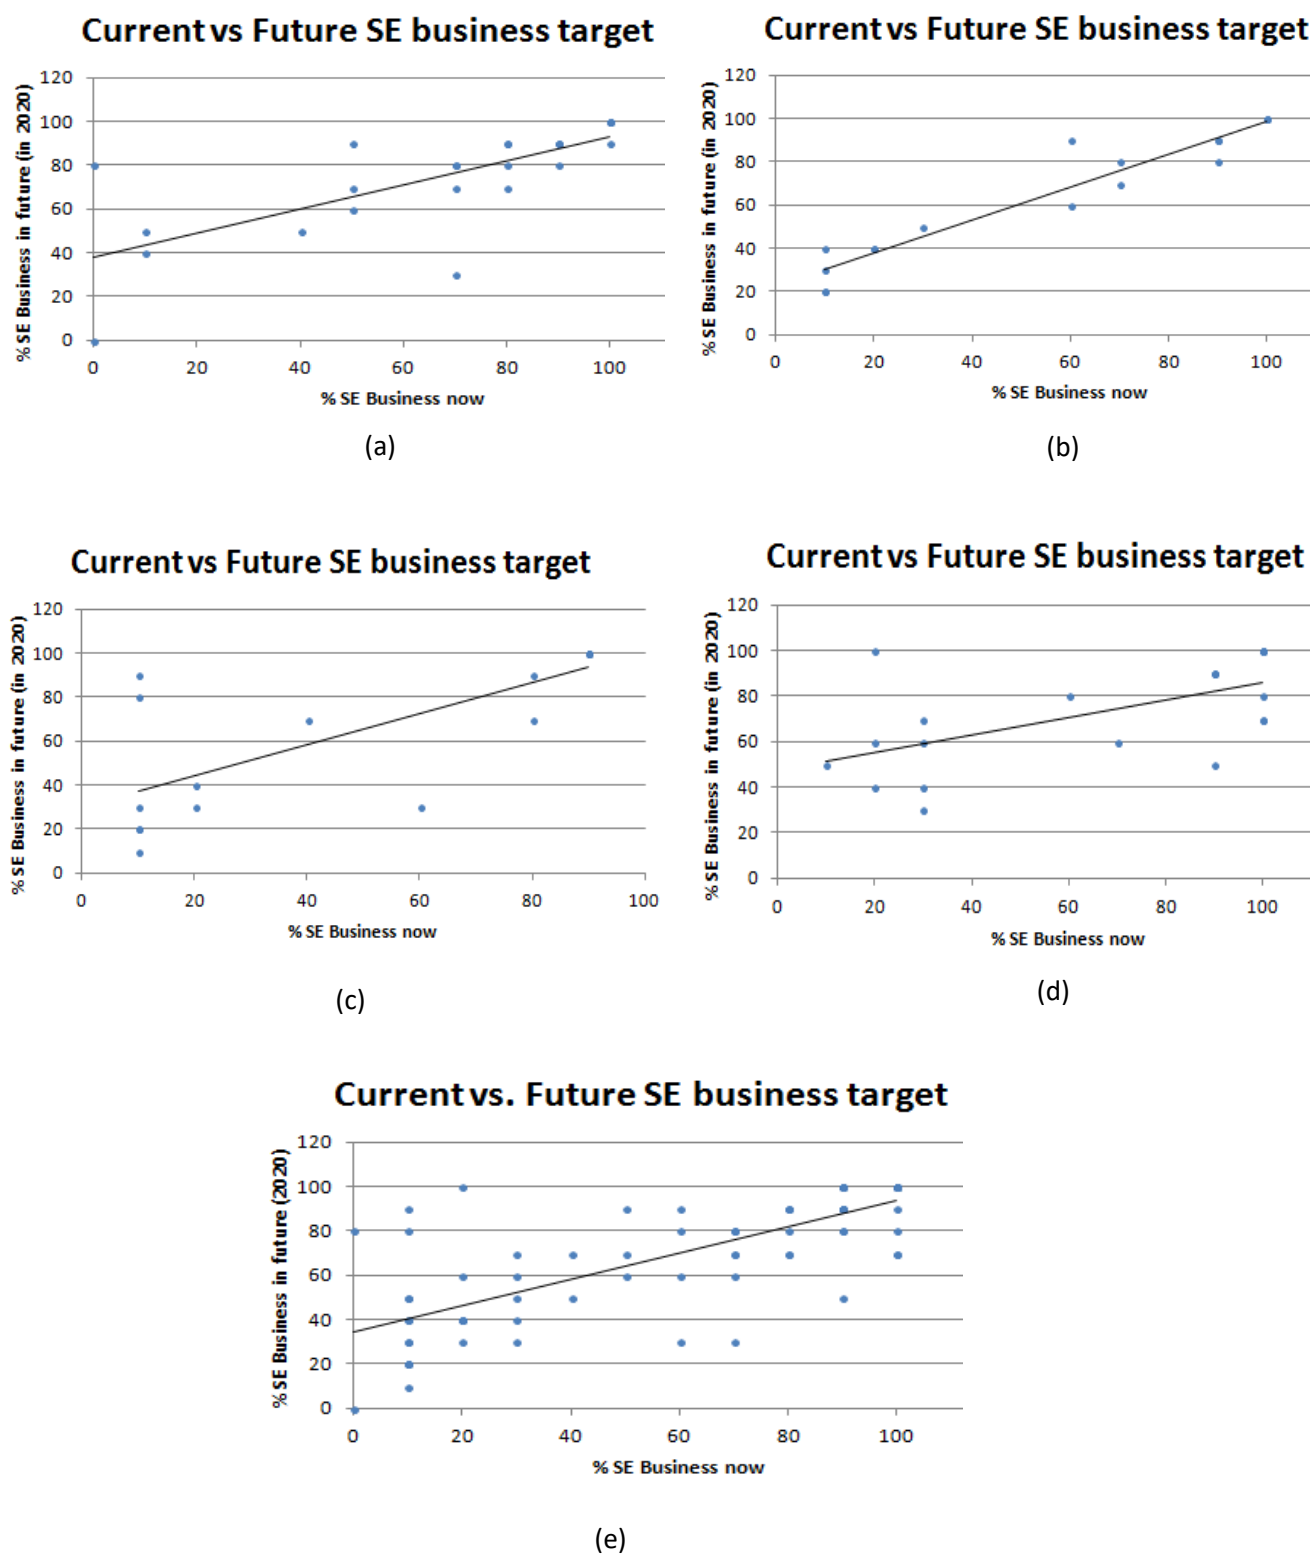 Current vs Future SE business target
% SE Business in future (in 2020)
120
100
80
60
40
20
0
0 20 40 60 80 100
% SE Business now
(a)
Current vs Future SE business target
% SE Business in future (in 2020)
120
100
80
60
40
20
0
0 20 40 60 80 100
% SE Business now
(b)
Current vs Future SE business target
% SE Business in future (in 2020)
120
100
80
60
40
20
0
0 20 40 60 80 100
% SE Business now
(c)
Current vs Future SE business target
% SE Business in future (in 2020)
120
100
80
60
40
20
0
0 20 40 60 80 100
% SE Business now
(d)
Current vs. Future SE business target
% SE Business in future (2020)
120
100
80
60
40
20
0
0 20 40 60 80 100
% SE Business now
(e)